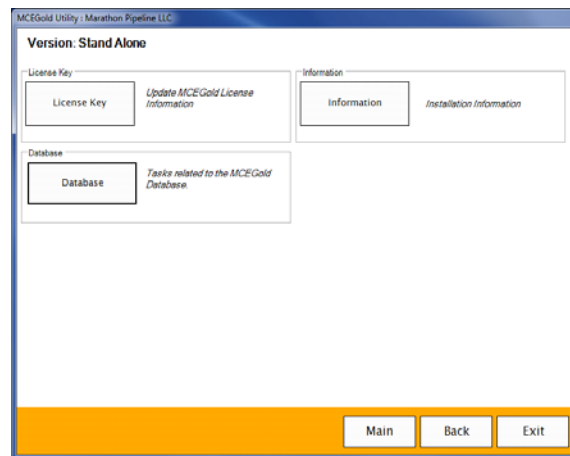 MCEGold Utility : Marathon Pipeline LLC
Version: Stand Alone
License Key
License Key
Update MCEGold License
Information
Information
Information
Installation Information
Database
Database
Tasks related to the MCEGold
Database.
Main
Back
Exit